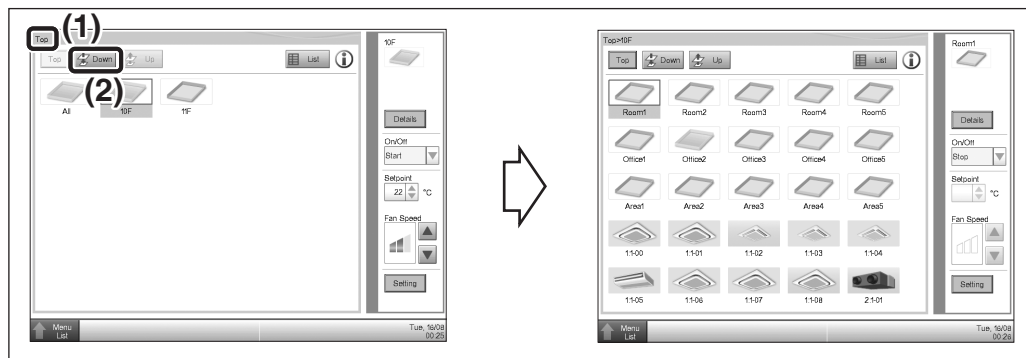 (1)
Top
Top
Down
Up
List
(2)
All
10F
11F
10F
Details
On/Off
Start
Setpoint
22 °C
Fan Speed
Setting
Menu List
Tue, 16/08
00:25
Top>10F
Top
Down
Up
List
Room1 Room2 Room3 Room4 Room5
Office1 Office2 Office3 Office4 Office5
Area1 Area2 Area3 Area4 Area5
1:1-00 1:1-01 1:1-02 1:1-03 1:1-04
1:1-05 1:1-06 1:1-07 1:1-08 2:1-01
Room1
Details
On/Off
Stop
Setpoint
°C
Fan Speed
Setting
Menu List
Tue, 16/08
00:26